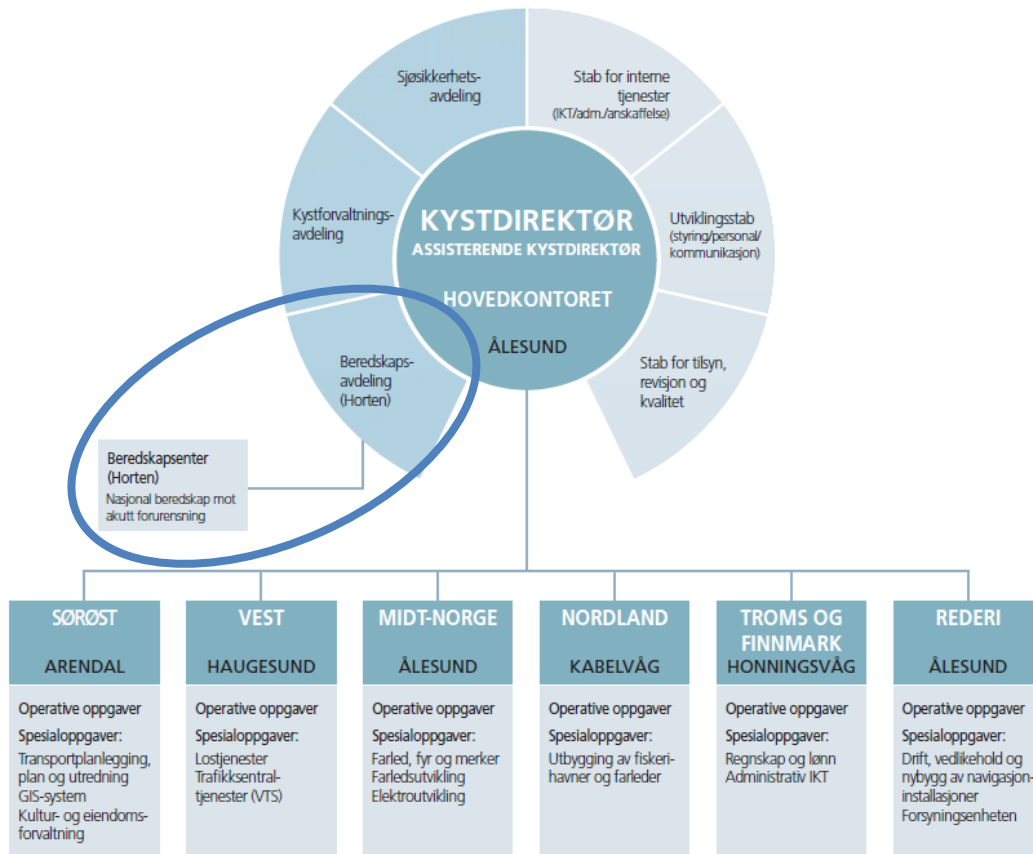 Sjøsikkerhets-
avdeling
Stab for interne
tjenester
(IKT/adm./anskaffelse)
Kystforvaltnings-
avdeling
KYSTDIREKTØR
ASSISTERENDE KYSTDIREKTØR
HOVEDKONTORET
ÅLESUND
Utviklingsstab
(styring/personal/
kommunikasjon)
Beredskaps-
avdeling
(Horten)
Stab for tilsyn,
revisjon og
kvalitet
Beredskapsenter
(Horten)
Nasjonal beredskap mot
akutt forurensning
SØRØST
ARENDAL
Operative oppgaver
Spesialoppgaver:
Transportplanlegging,
plan og utredning
GIS-system
Kultur- og eiendoms-
forvaltning
VEST
HAUGESUND
Operative oppgaver
Spesialoppgaver:
Lostjenester
Trafikksentral-
tjenester (VTS)
MIDT-NORGE
ÅLESUND
Operative oppgaver
Spesialoppgaver:
Farled, fyr og merker
Farledsutvikling
Elektroutvikling
NORDLAND
KABELVÅG
Operative oppgaver
Spesialoppgaver:
Utbygging av fiskeri-
havner og farleder
TROMS OG
FINNMARK
HONNINGSVÅG
Operative oppgaver
Spesialoppgaver:
Regnskap og lønn
Administrativ IKT
REDERI
ÅLESUND
Operative oppgaver
Spesialoppgaver:
Drift, vedlikehold og
nybygg av navigasjon-
installasjoner
Forsyningsenheten